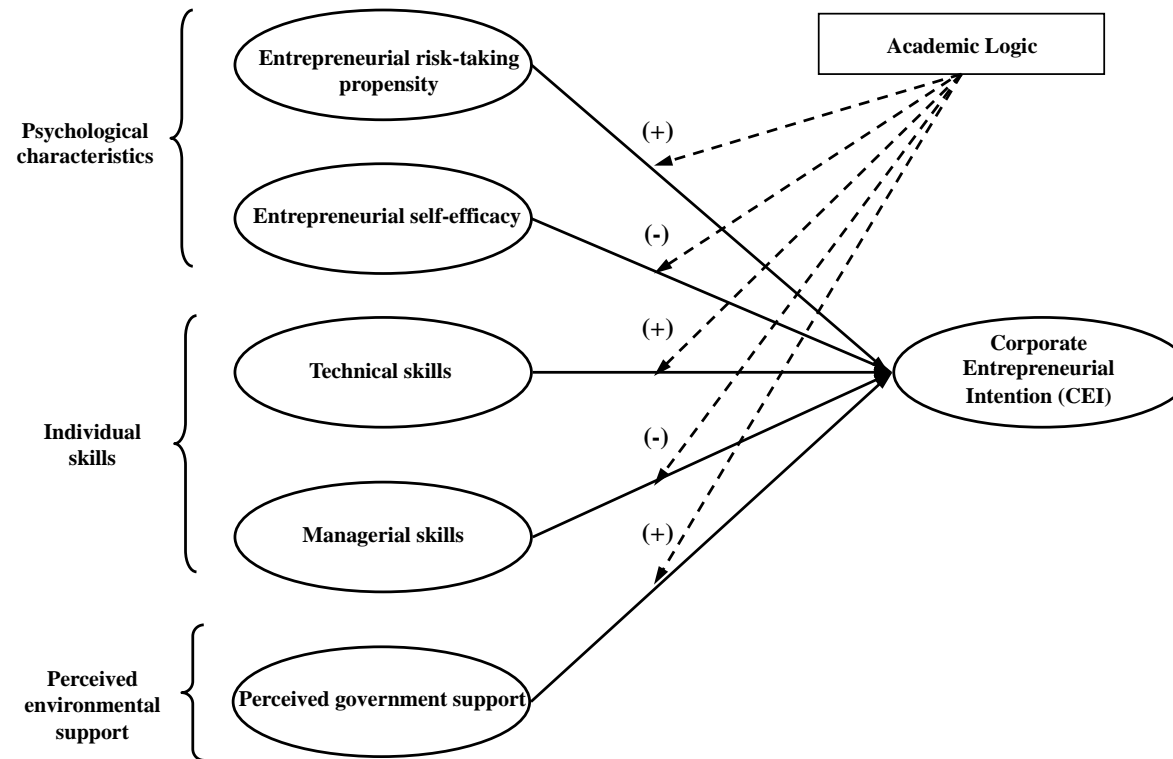 Entrepreneurial risk-taking
propensity
Academic Logic
Psychological
characteristics
(+)
Entrepreneurial self-efficacy
(-)
(+)
Technical skills
Corporate
Entrepreneurial
Intention (CEI)
Individual
skills
(-)
Managerial skills
(+)
Perceived
environmental
support
Perceived government support